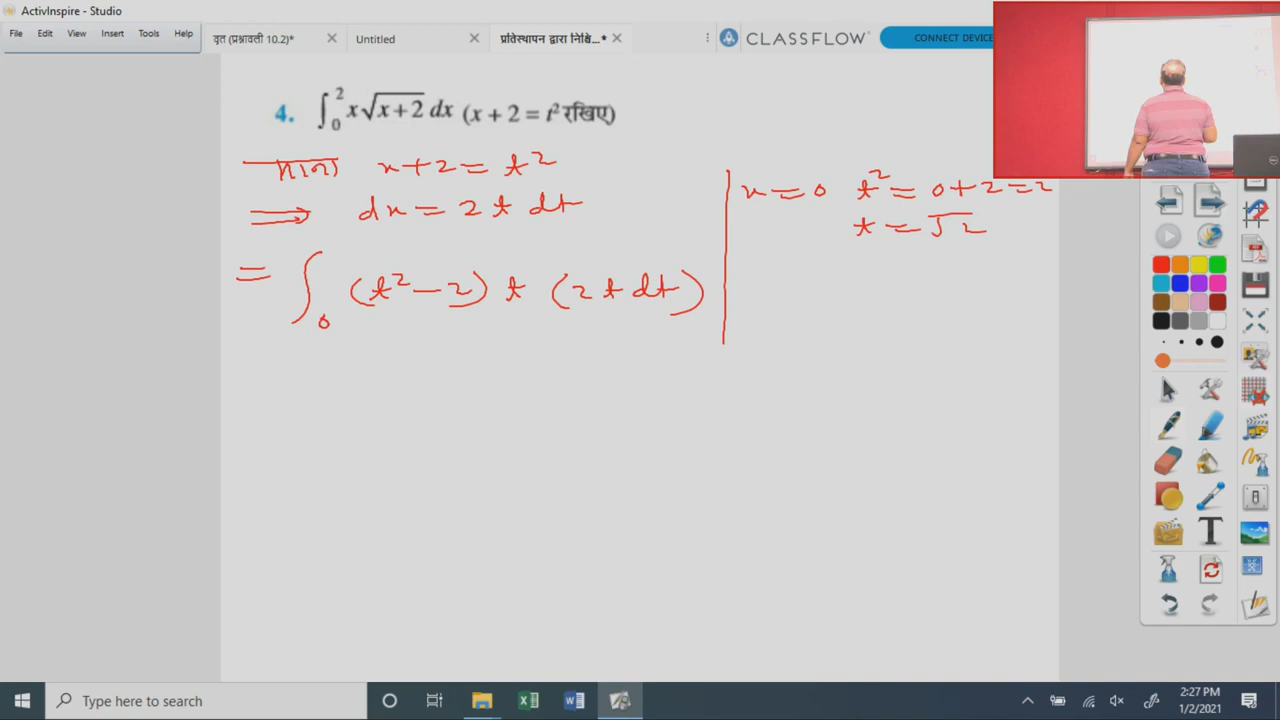 ActivInspire - Studio
File Edit View Insert Tools Help
वृत (प्रश्नावली 10.2)*
Untitled
प्रतिस्थापन द्वारा निश्चि...*
CLASSFLOW
CONNECT DEVICE
4. ∫₀² x√(x+2) dx (x + 2 = t² रखिए)
माना x+2 = t²
⇒ dx = 2t dt
= ∫₀ (t²-2) t (2t dt)
x = 0 t² = 0+2 = 2
t = √2
Type here to search
2:27 PM
1/2/2021